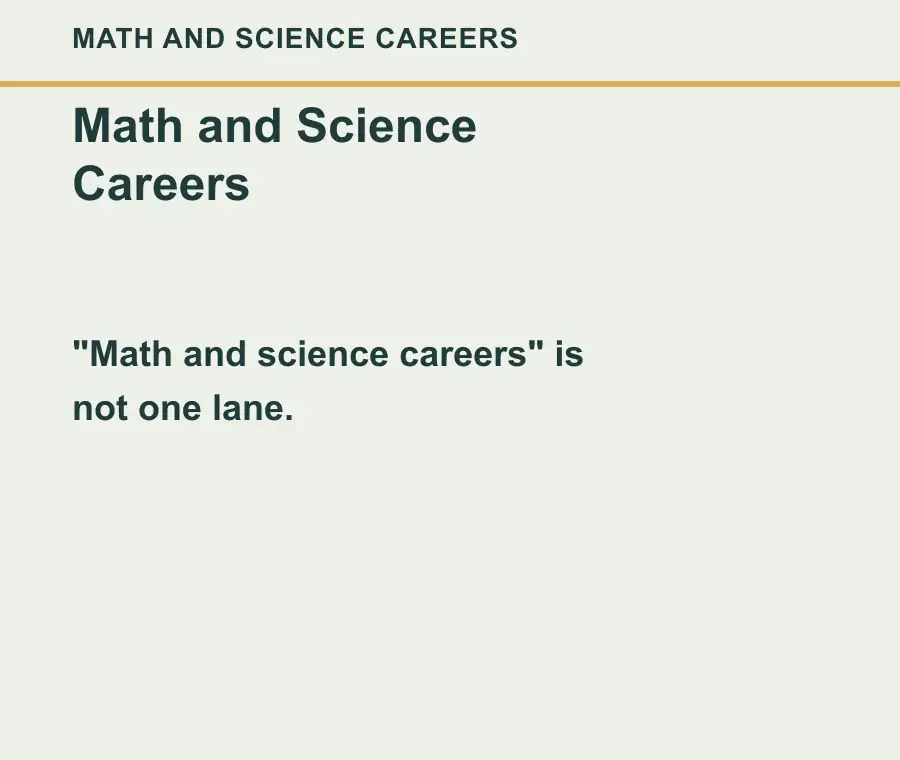 MATH AND SCIENCE CAREERS
Math and Science
Careers
"Math and science careers" is
not one lane.